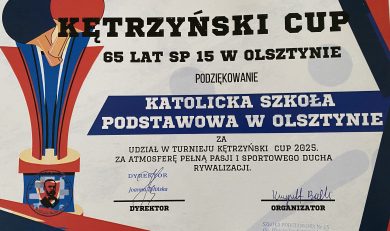 KĘTRZYŃSKI CUP
65 LAT SP 15 W OLSZTYNIE
PODZIĘKOWANIE
KATOLICKA SZKOŁA
PODSTAWOWA W OLSZTYNIE
ZA
UDZIAŁ W TURNIEJU KĘTRZYŃSKI CUP 2025.
ZA ATMOSFERĘ PEŁNĄ PASJI I SPORTOWEGO DUCHA
RYWALIZACJI.
DYREKTOR
DYREKTOR
ORGANIZATOR